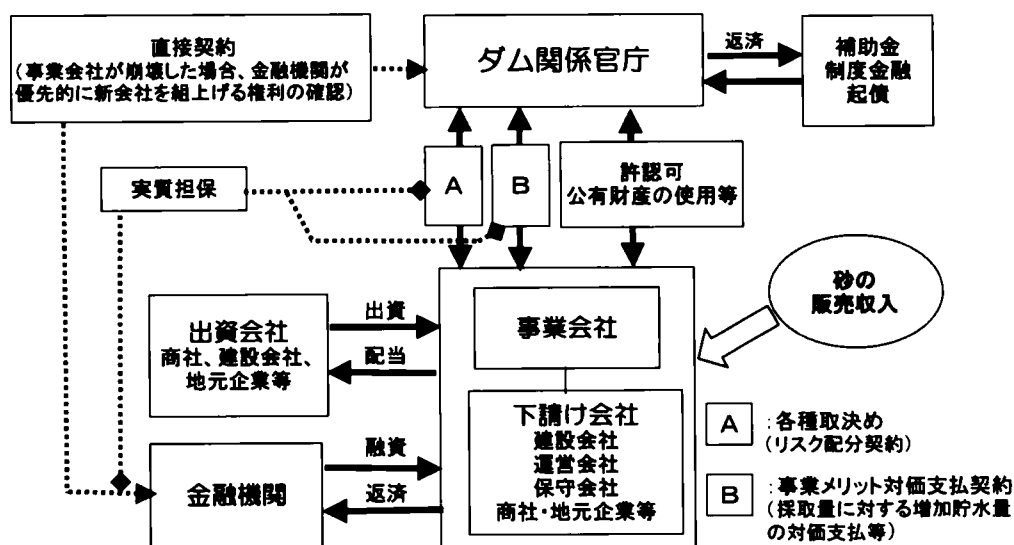 直接契約
(事業会社が崩壊した場合、金融機関が
優先的に新会社を組上げる権利の確認)
ダム関係官庁
返済
補助金
制度金融
起債
実質担保
A
B
許認可
公有財産の使用等
砂の
販売収入
出資会社
商社、建設会社、
地元企業等
出資
配当
事業会社
下請け会社
建設会社
運営会社
保守会社
商社・地元企業等
金融機関
融資
返済
A :各種取決め
(リスク配分契約)
B :事業メリット対価支払契約
(採取量に対する増加貯水量
の対価支払等)